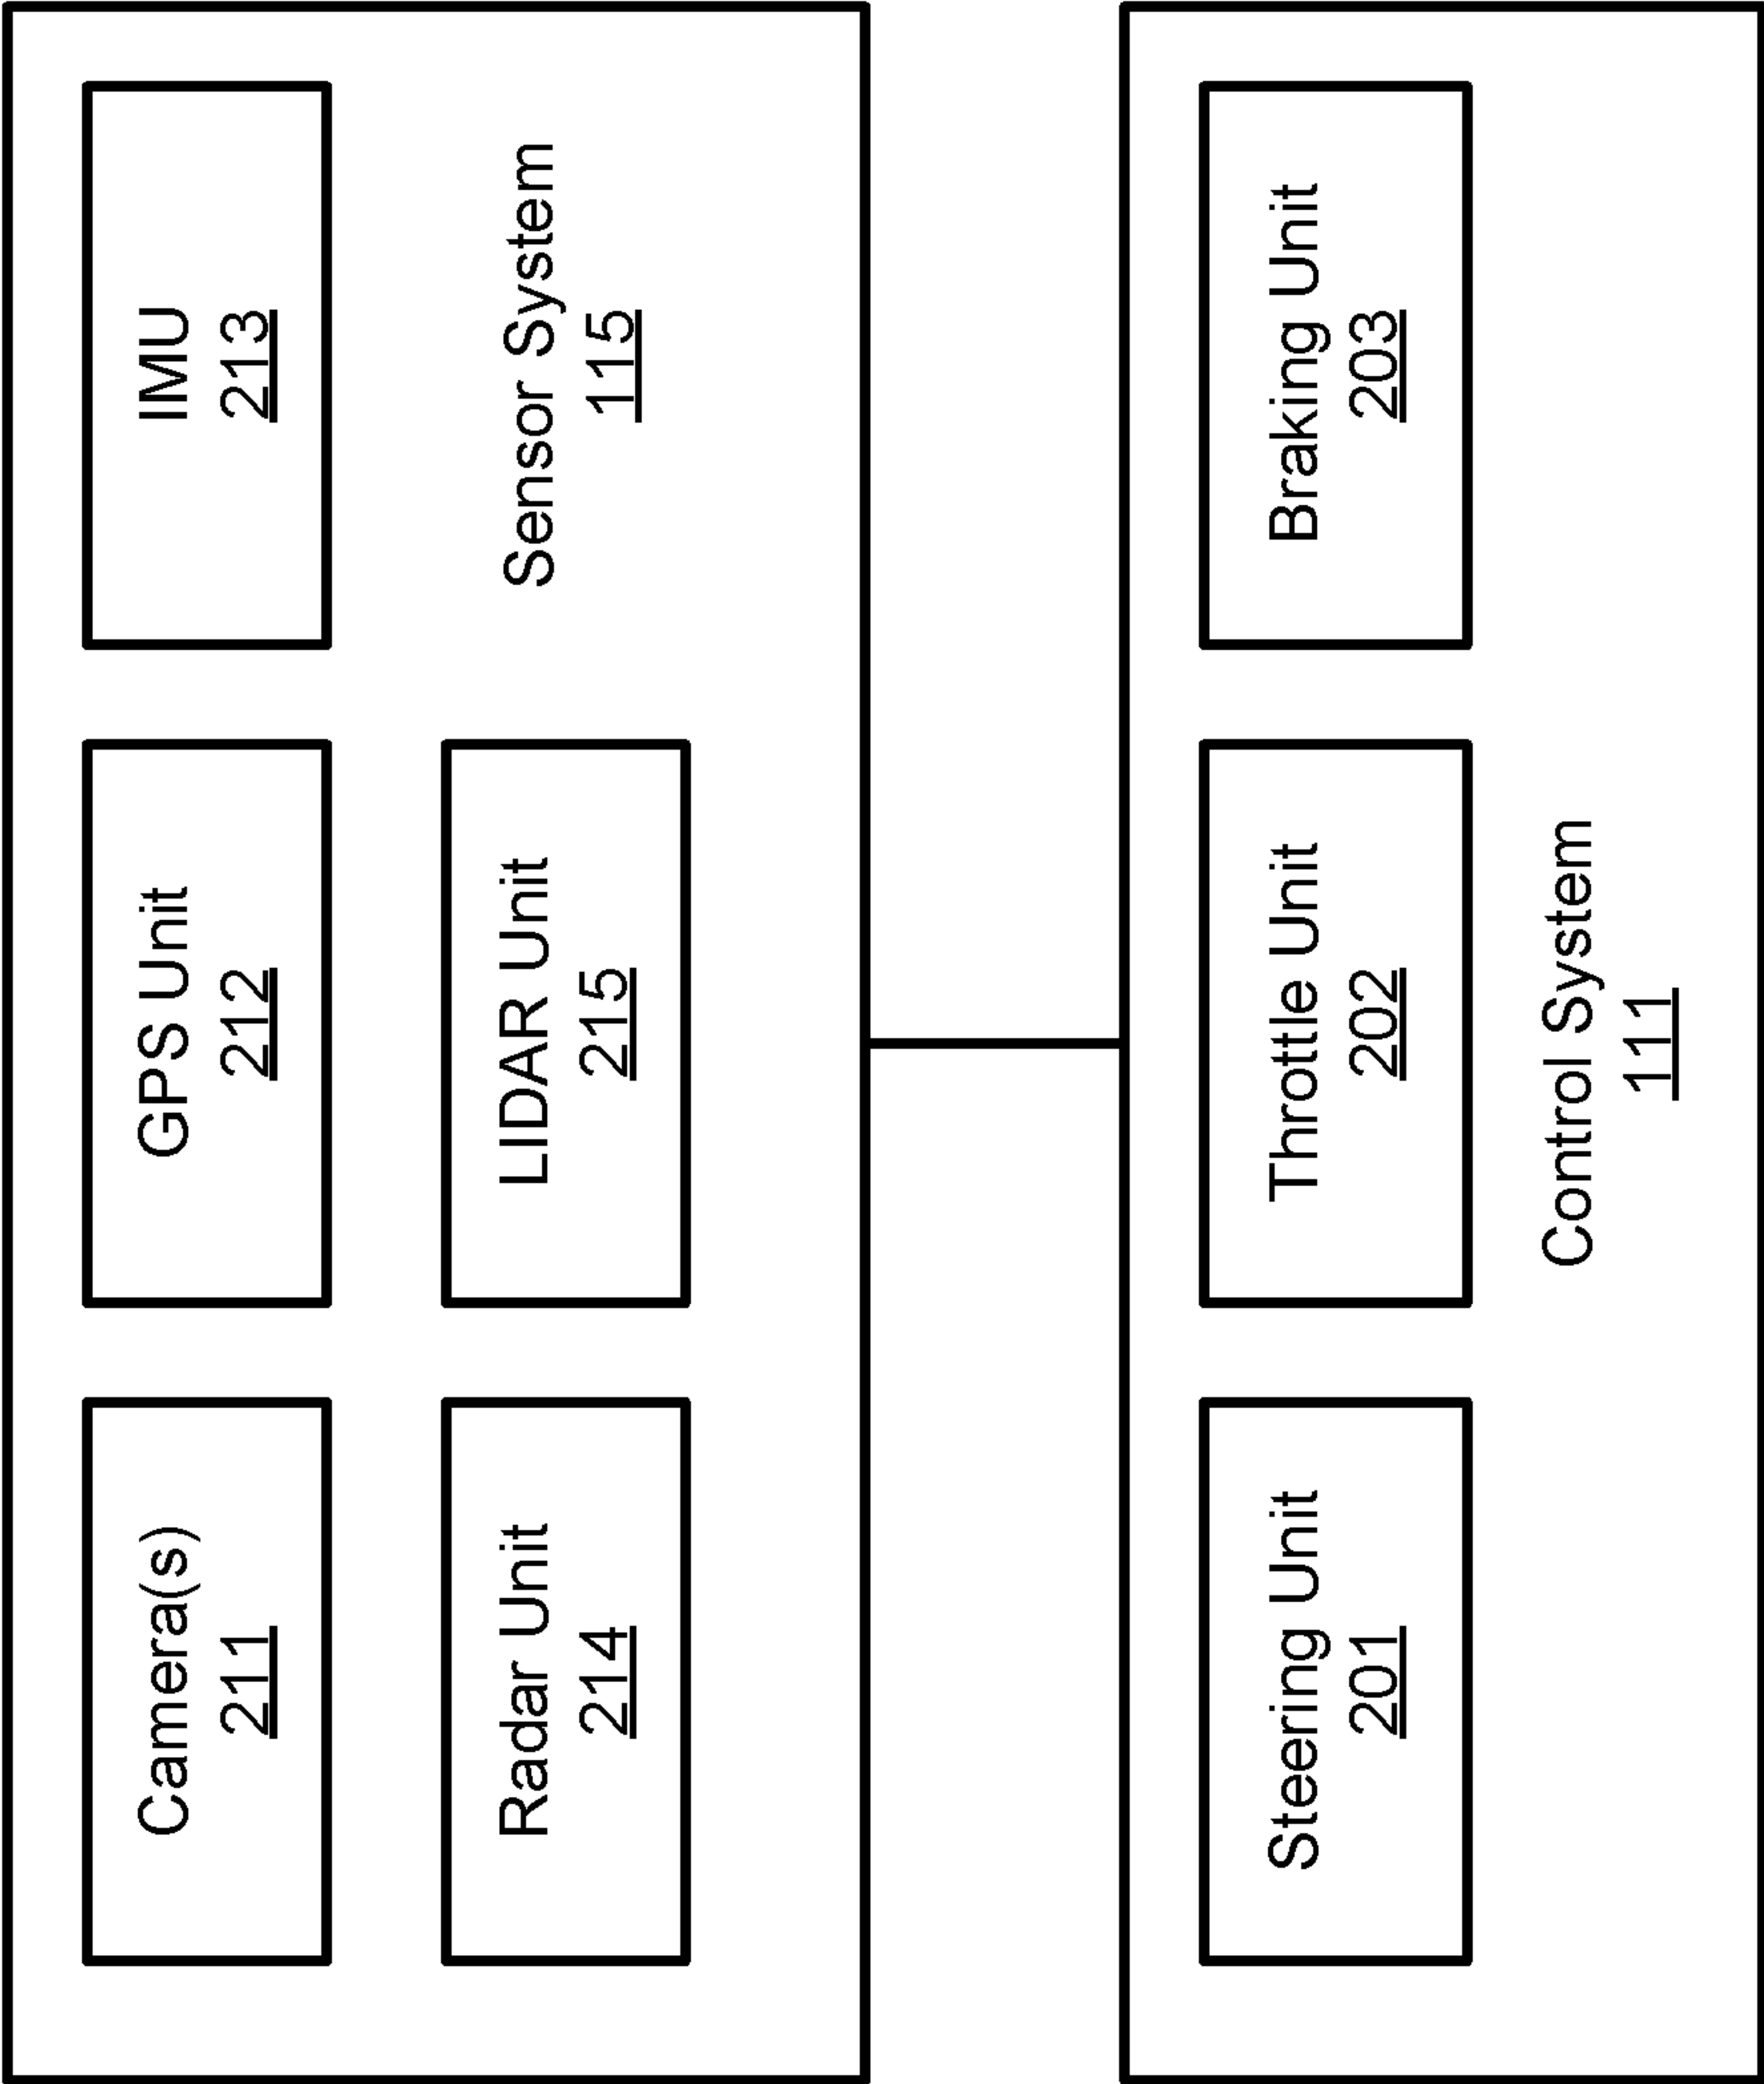 Camera(s)
211
GPS Unit
212
IMU
213
Radar Unit
214
LIDAR Unit
215
Sensor System
115
Steering Unit
201
Throttle Unit
202
Braking Unit
203
Control System
111